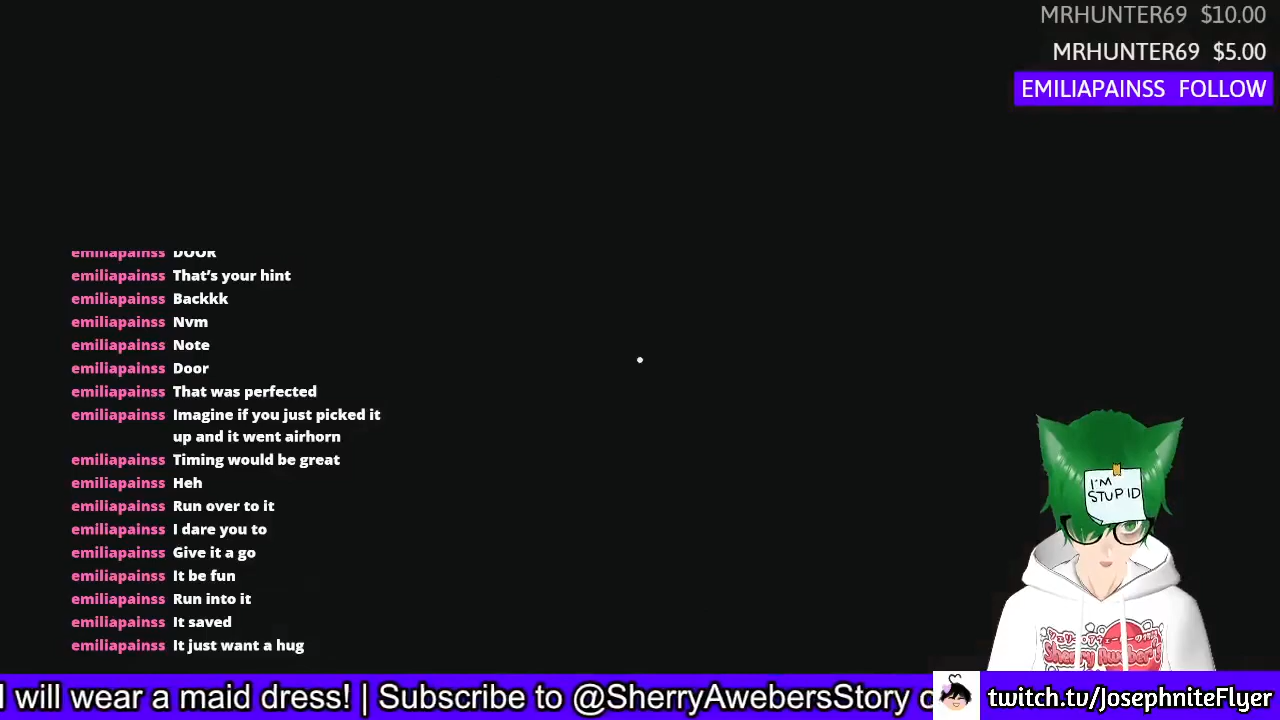 MRHUNTER69 $10.00
MRHUNTER69 $5.00
EMILIAPAINSS FOLLOW
emiliapainss DOOR
emiliapainss That's your hint
emiliapainss Backkk
emiliapainss Nvm
emiliapainss Note
emiliapainss Door
emiliapainss That was perfected
emiliapainss Imagine if you just picked it
up and it went airhorn
emiliapainss Timing would be great
emiliapainss Heh
emiliapainss Run over to it
emiliapainss I dare you to
emiliapainss Give it a go
emiliapainss It be fun
emiliapainss Run into it
emiliapainss It saved
emiliapainss It just want a hug
I'M
STUPID
Sherry Aweber's
will wear a maid dress! | Subscribe to @SherryAwebersStory
twitch.tv/JosephniteFlyer